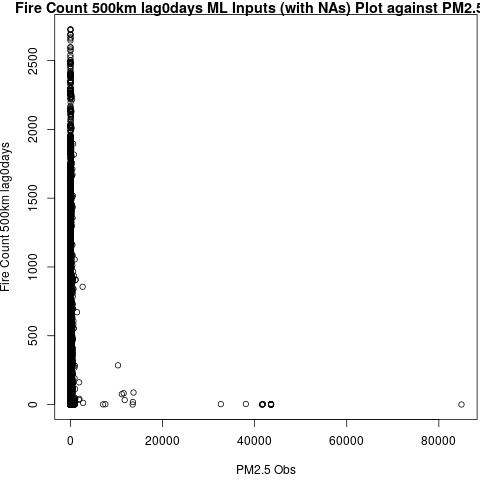 Fire Count 500km lag0days ML Inputs (with NAs) Plot against PM2.5
Fire Count 500km lag0days
2500
2000
1500
1000
500
0
0 20000 40000 60000 80000
PM2.5 Obs